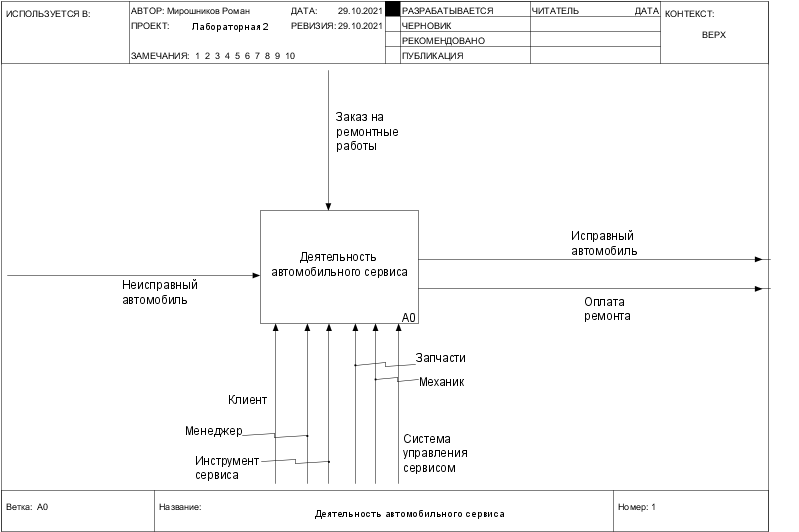 ИСПОЛЬЗУЕТСЯ В:
АВТОР: Мирошников Роман
ДАТА: 29.10.2021
РАЗРАБАТЫВАЕТСЯ
ЧИТАТЕЛЬ ДАТА
КОНТЕКСТ:
ПРОЕКТ: Лабораторная 2
РЕВИЗИЯ: 29.10.2021
ЧЕРНОВИК
РЕКОМЕНДОВАНО
ВЕРХ
ЗАМЕЧАНИЯ: 1 2 3 4 5 6 7 8 9 10
ПУБЛИКАЦИЯ
Заказ на
ремонтные
работы
Исправный
автомобиль
Деятельность
автомобильного сервиса
Неисправный
автомобиль
Оплата
ремонта
A0
Запчасти
Механик
Клиент
Менеджер
Инструмент
сервиса
Система
управления
сервисом
Ветка: A0
Название:
Деятельность автомобильного сервиса
Номер: 1